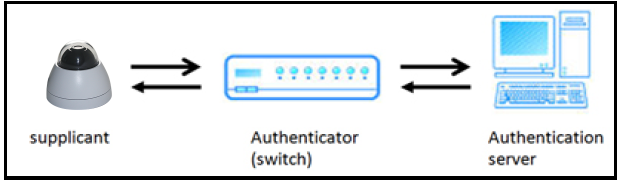 supplicant
Authenticator
(switch)
Authentication
server